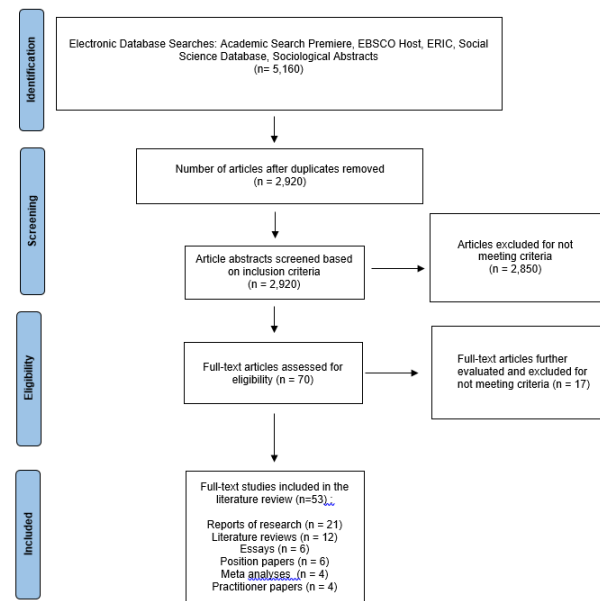 Identification
Electronic Database Searches: Academic Search Premiere, EBSCO Host, ERIC, Social
Science Database, Sociological Abstracts
(n= 5,160)
Screening
Number of articles after duplicates removed
(n = 2,920)
Article abstracts screened based
on inclusion criteria
(n = 2,920)
Articles excluded for not
meeting criteria
(n = 2,850)
Eligibility
Full-text articles assessed for
eligibility (n = 70)
Full-text articles further
evaluated and excluded for
not meeting criteria (n = 17)
Included
Full-text studies included in the
literature review (n=53) :
Reports of research (n = 21)
Literature reviews (n = 12)
Essays (n = 6)
Position papers (n = 6)
Meta analyses (n = 4)
Practitioner papers (n = 4)